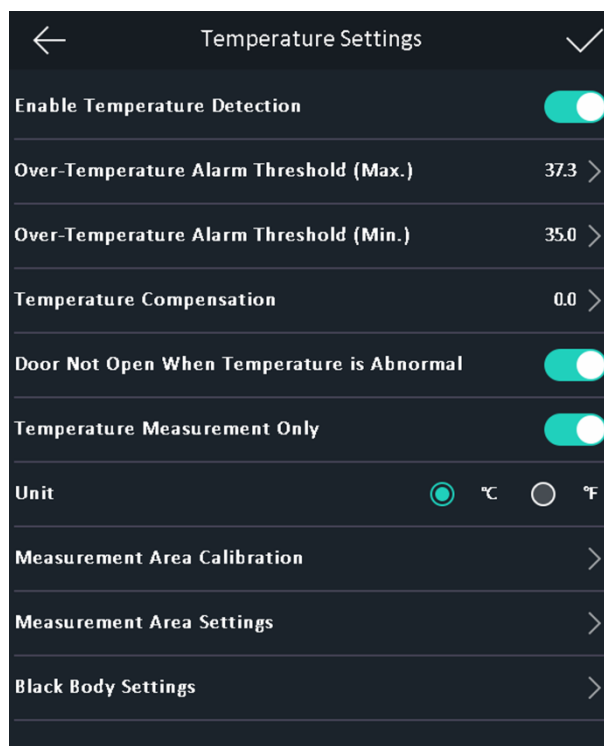 Temperature Settings
Enable Temperature Detection
Over-Temperature Alarm Threshold (Max.) 37.3
Over-Temperature Alarm Threshold (Min.) 35.0
Temperature Compensation 0.0
Door Not Open When Temperature is Abnormal
Temperature Measurement Only
Unit ℃ ℉
Measurement Area Calibration
Measurement Area Settings
Black Body Settings